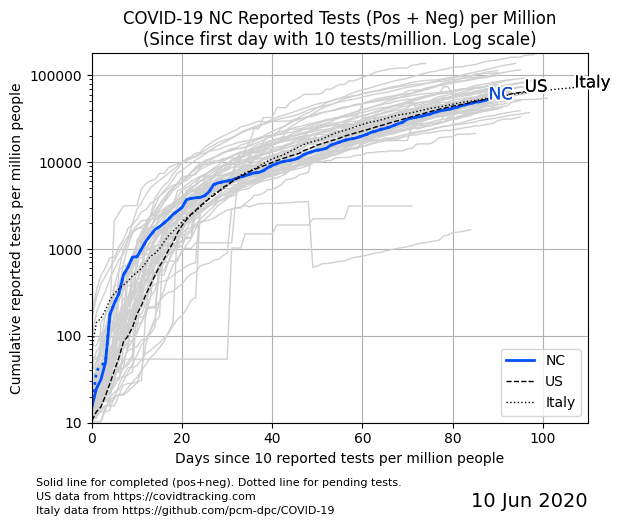 COVID-19 NC Reported Tests (Pos + Neg) per Million
(Since first day with 10 tests/million. Log scale)
Cumulative reported tests per million people
100000
10000
1000
100
10
NC
US
Italy
NC
US
Italy
0
20
40
60
80
100
Days since 10 reported tests per million people
Solid line for completed (pos+neg). Dotted line for pending tests.
US data from https://covidtracking.com
Italy data from https://github.com/pcm-dpc/COVID-19
10 Jun 2020